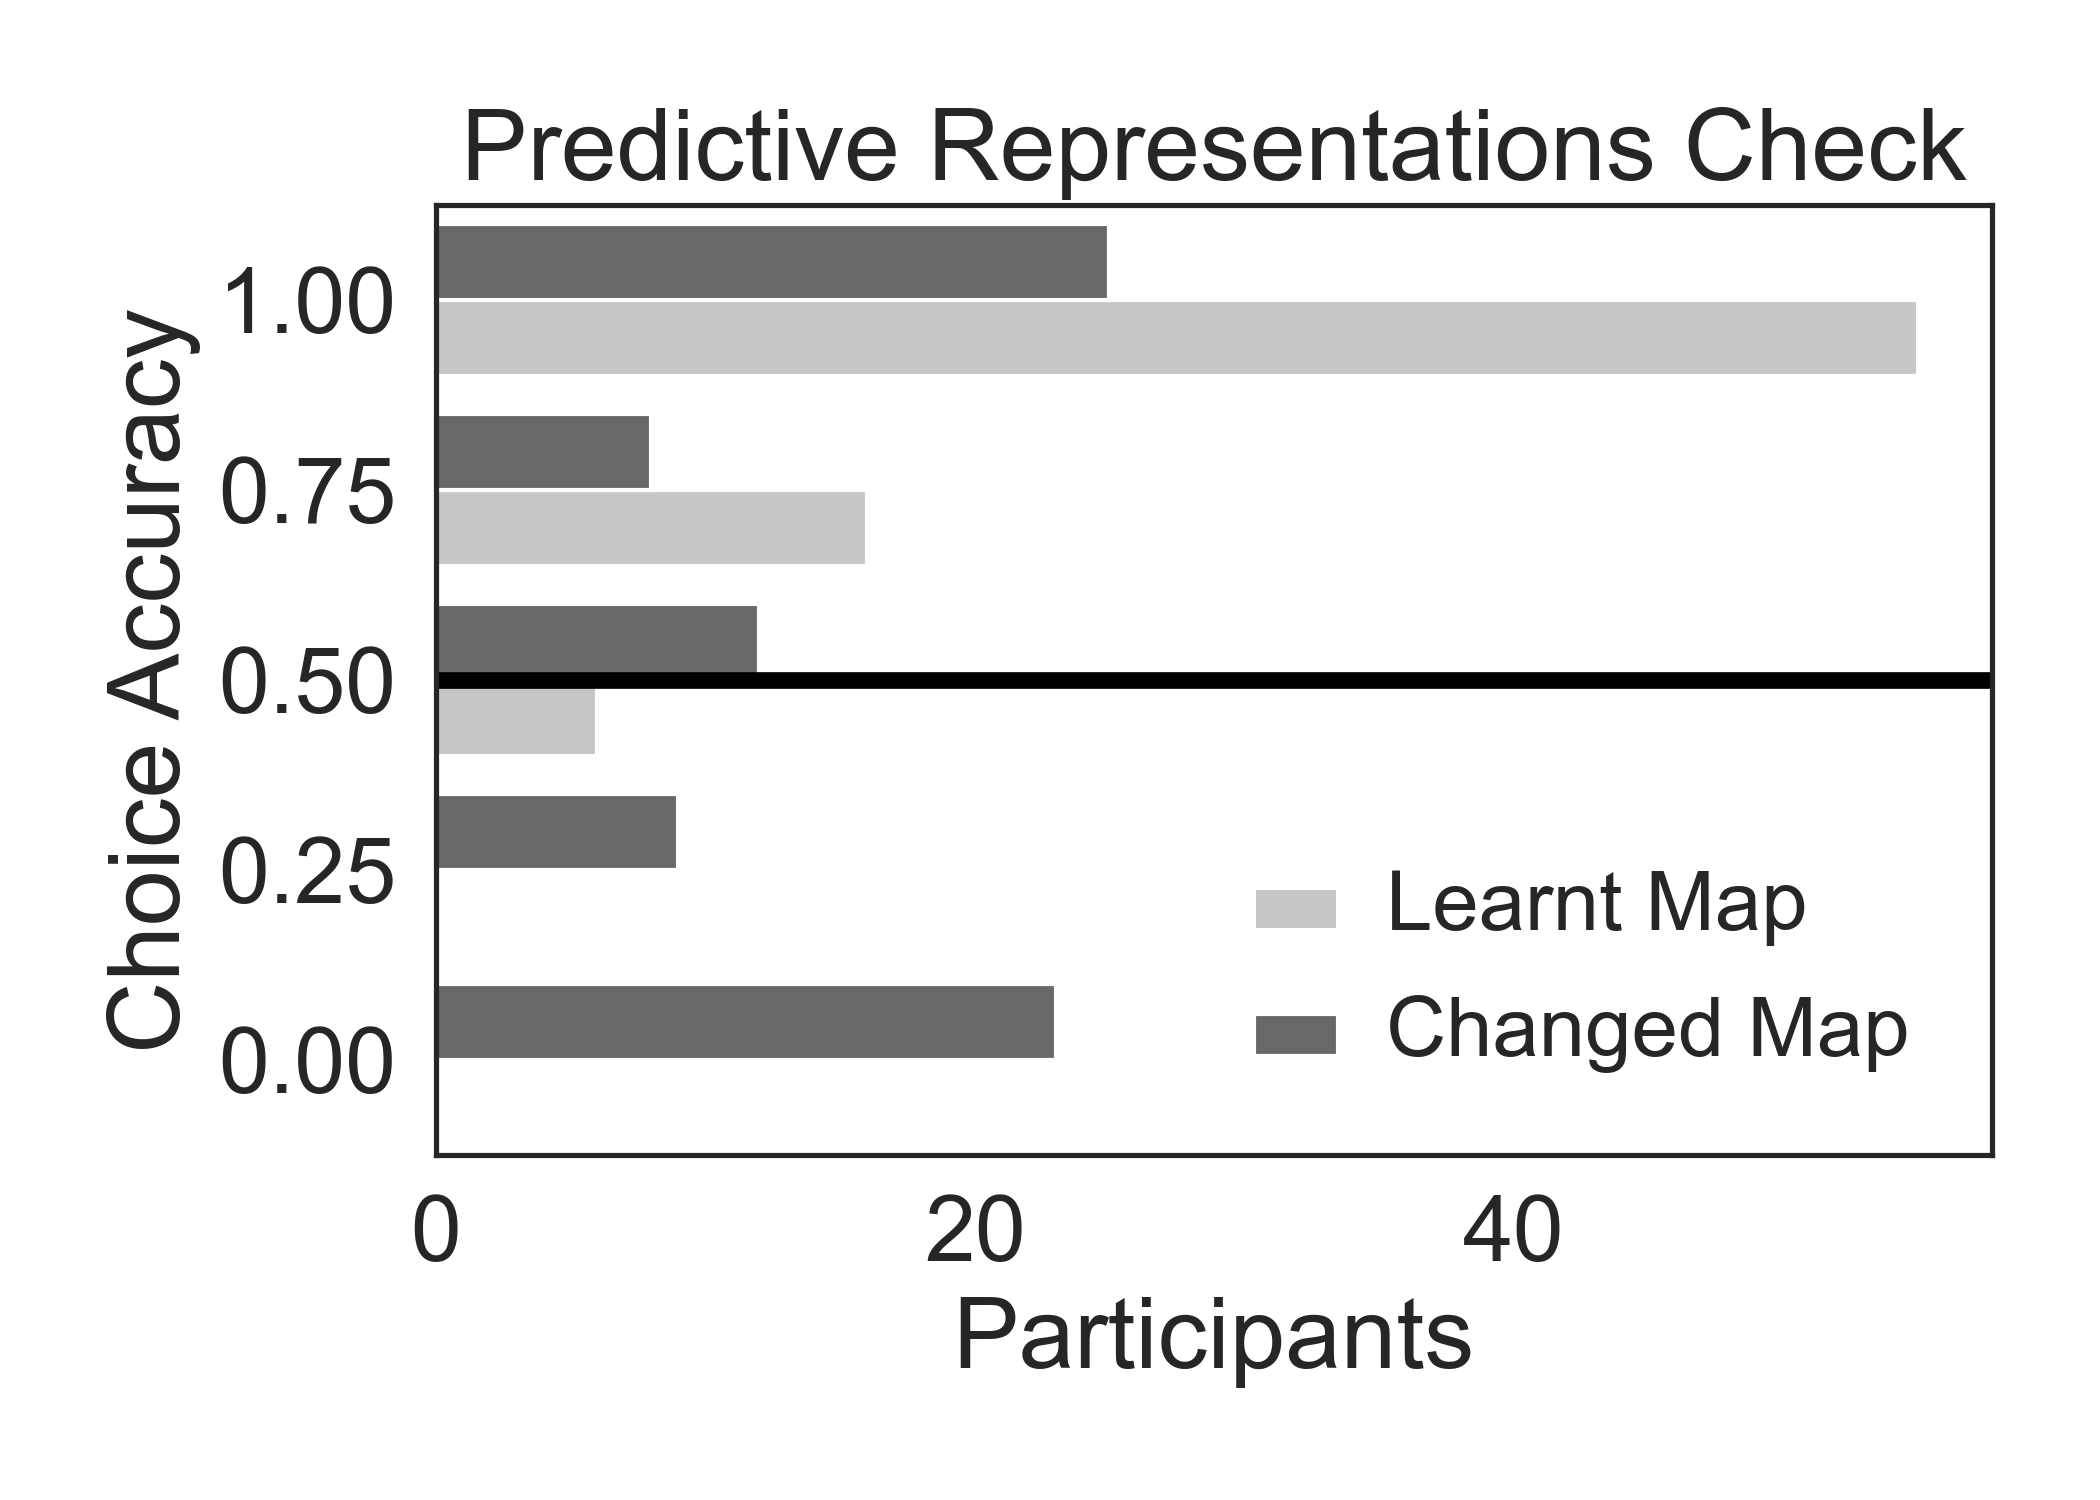 Predictive Representations Check
Choice Accuracy
1.00
0.75
0.50
0.25
0.00
Learnt Map
Changed Map
0 20 40
Participants